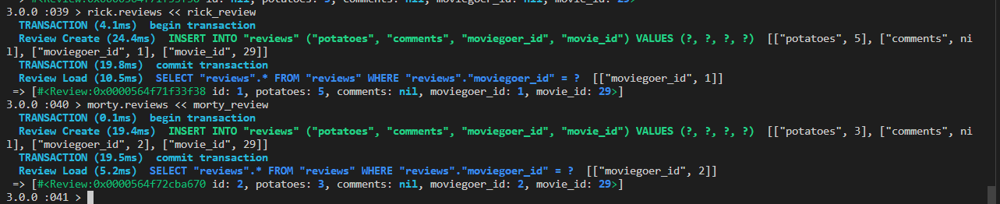 => #<Review:0x0000564f71f33f38 id: nil, potatoes: 5, comments: nil, moviegoer_id: nil, movie_id: 29>
3.0.0 :039 > rick.reviews << rick_review
  TRANSACTION (4.1ms)  begin transaction
  Review Create (24.4ms)  INSERT INTO "reviews" ("potatoes", "comments", "moviegoer_id", "movie_id") VALUES (?, ?, ?, ?)  [["potatoes", 5], ["comments", ni
l], ["moviegoer_id", 1], ["movie_id", 29]]
  TRANSACTION (19.8ms)  commit transaction
  Review Load (10.5ms)  SELECT "reviews".* FROM "reviews" WHERE "reviews"."moviegoer_id" = ?  [["moviegoer_id", 1]]
 => [#<Review:0x0000564f71f33f38 id: 1, potatoes: 5, comments: nil, moviegoer_id: 1, movie_id: 29>]
3.0.0 :040 > morty.reviews << morty_review
  TRANSACTION (0.1ms)  begin transaction
  Review Create (19.4ms)  INSERT INTO "reviews" ("potatoes", "comments", "moviegoer_id", "movie_id") VALUES (?, ?, ?, ?)  [["potatoes", 3], ["comments", ni
l], ["moviegoer_id", 2], ["movie_id", 29]]
  TRANSACTION (19.5ms)  commit transaction
  Review Load (5.2ms)  SELECT "reviews".* FROM "reviews" WHERE "reviews"."moviegoer_id" = ?  [["moviegoer_id", 2]]
 => [#<Review:0x0000564f72cba670 id: 2, potatoes: 3, comments: nil, moviegoer_id: 2, movie_id: 29>]
3.0.0 :041 >